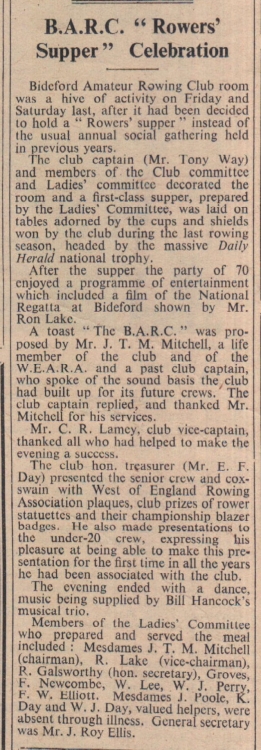 B.A.R.C. “ Rowers’
Supper ” Celebration
Bideford Amateur Rowing Club room
was a hive of activity on Friday and
Saturday last, after it had been decided
to hold a “ Rowers’ supper ” instead of
the usual annual social gathering held
in previous years.
The club captain (Mr. Tony Way)
and members of the Club committee
and Ladies’ committee decorated the
room and a first-class supper, prepared
by the Ladies’ Committee, was laid on
tables adorned by the cups and shields
won by the club during the last rowing
season, headed by the massive Daily
Herald national trophy.
After the supper the party of 70
enjoyed a programme of entertainment
which included a film of the National
Regatta at Bideford shown by Mr.
Ron Lake.
A toast “ The B.A.R.C. ” was pro-
posed by Mr. J. T. M. Mitchell, a life
member of the club and of the
W.E.A.R.A. and a past club captain,
who spoke of the sound basis the club
had built up for its future crews. The
club captain replied, and thanked Mr.
Mitchell for his services.
Mr. C. R. Lamey, club vice-captain,
thanked all who had helped to make the
evening a success.
The club hon. treasurer (Mr. E. F.
Day) presented the senior crew and cox-
swain with West of England Rowing
Association plaques, club prizes of rower
statuettes and their championship blazer
badges. He also made presentations to
the under-20 crew, expressing his
pleasure at being able to make this pre-
sentation for the first time in all the years
he had been associated with the club.
The evening ended with a dance,
music being supplied by Bill Hancock’s
musical trio.
Members of the Ladies’ Committee
who prepared and served the meal
included : Mesdames J. T. M. Mitchell
(chairman), R. Lake (vice-chairman),
R. Galsworthy (hon. secretary), Groves,
F. Newcombe, W. Lee, W. J. Perry,
F. W. Elliott. Mesdames J. Poole, K.
Day and W. J. Day, valued helpers, were
absent through illness. General secretary
was Mr. J. Roy Ellis.